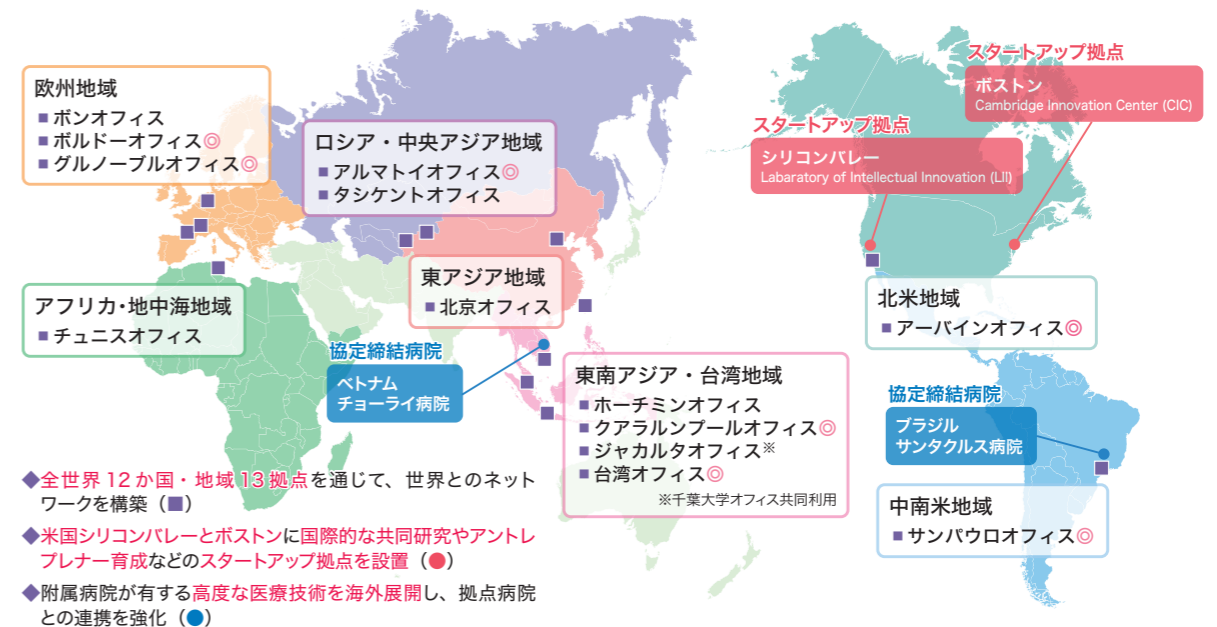 欧州地域
■ボンオフィス
■ボルドーオフィス◎
■グルノーブルオフィス◎
ロシア・中央アジア地域
■アルマトイオフィス◎
■タシケントオフィス
東アジア地域
■北京オフィス
アフリカ・地中海地域
■チュニスオフィス
協定締結病院
ベトナム
チョーライ病院
東南アジア・台湾地域
■ホーチミンオフィス
■クアラルンプールオフィス◎
■ジャカルタオフィス※
■台湾オフィス◎
※千葉大学オフィス共同利用
スタートアップ拠点
ボストン
Cambridge Innovation Center (CIC)
スタートアップ拠点
シリコンバレー
Labaratory of Intellectual Innovation (LII)
北米地域
■アーバインオフィス◎
協定締結病院
ブラジル
サンタクルス病院
中南米地域
■サンパウロオフィス◎
◆全世界12か国・地域13拠点を通じて、世界とのネット
ワークを構築（■）
◆米国シリコンバレーとボストンに国際的な共同研究やアントレ
プレナー育成などのスタートアップ拠点を設置（●）
◆附属病院が有する高度な医療技術を海外展開し、拠点病院
との連携を強化（●）